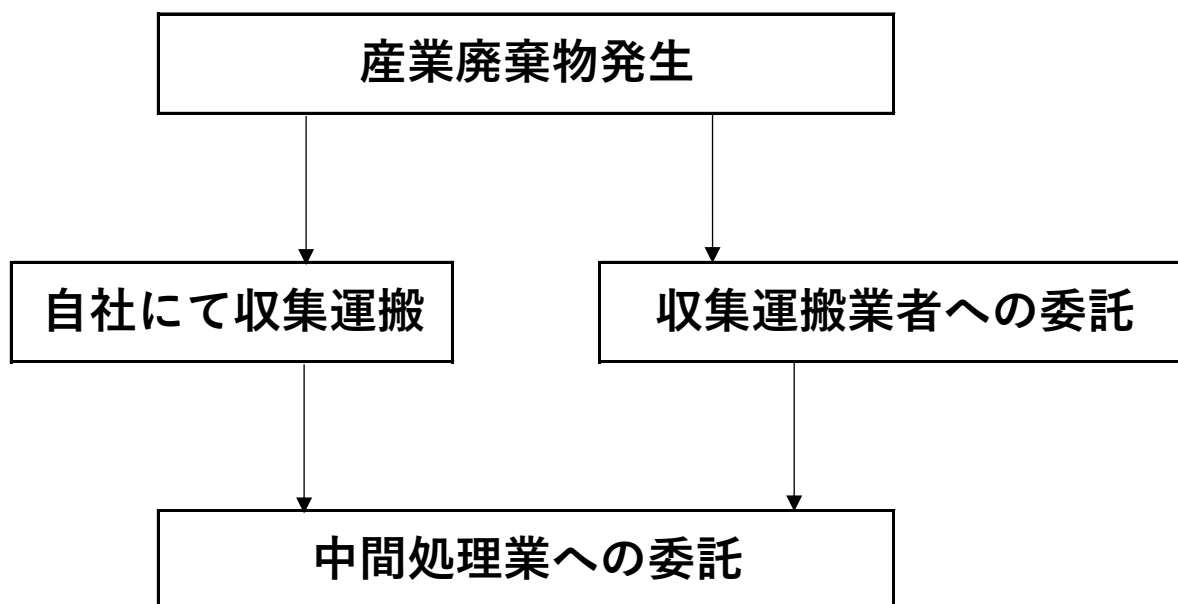 産業廃棄物発生
自社にて収集運搬
収集運搬業者への委託
中間処理業への委託